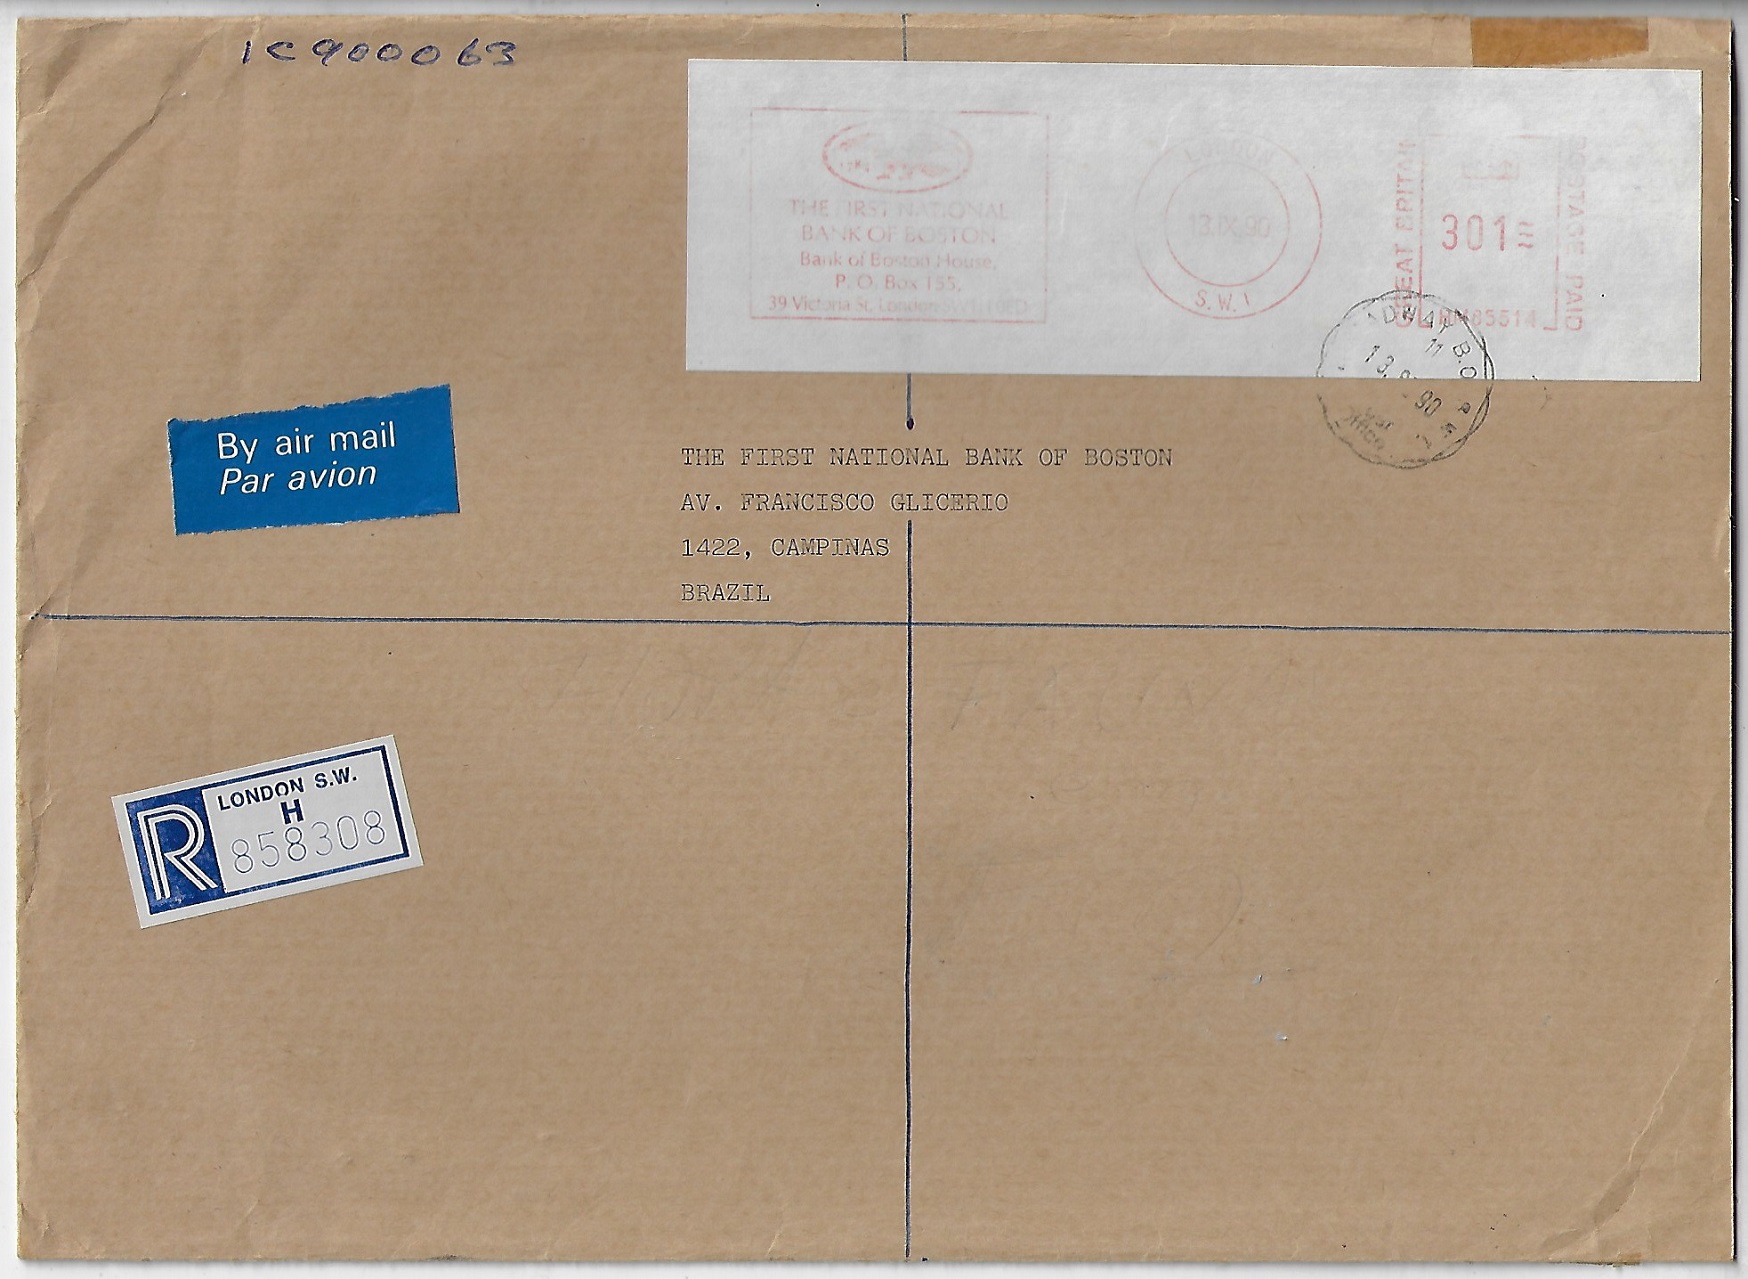 IC900063
THE FIRST NATIONAL
BANK OF BOSTON
Bank of Boston House,
P. O. Box 155,
39 Victoria St. London
LONDON
13.IX.90
S.W.1
GREAT BRITAIN
301
POSTAGE PAID
By air mail
Par avion
THE FIRST NATIONAL BANK OF BOSTON
AV. FRANCISCO GLICERIO
1422, CAMPINAS
BRAZIL
R
LONDON S.W.
H
858308